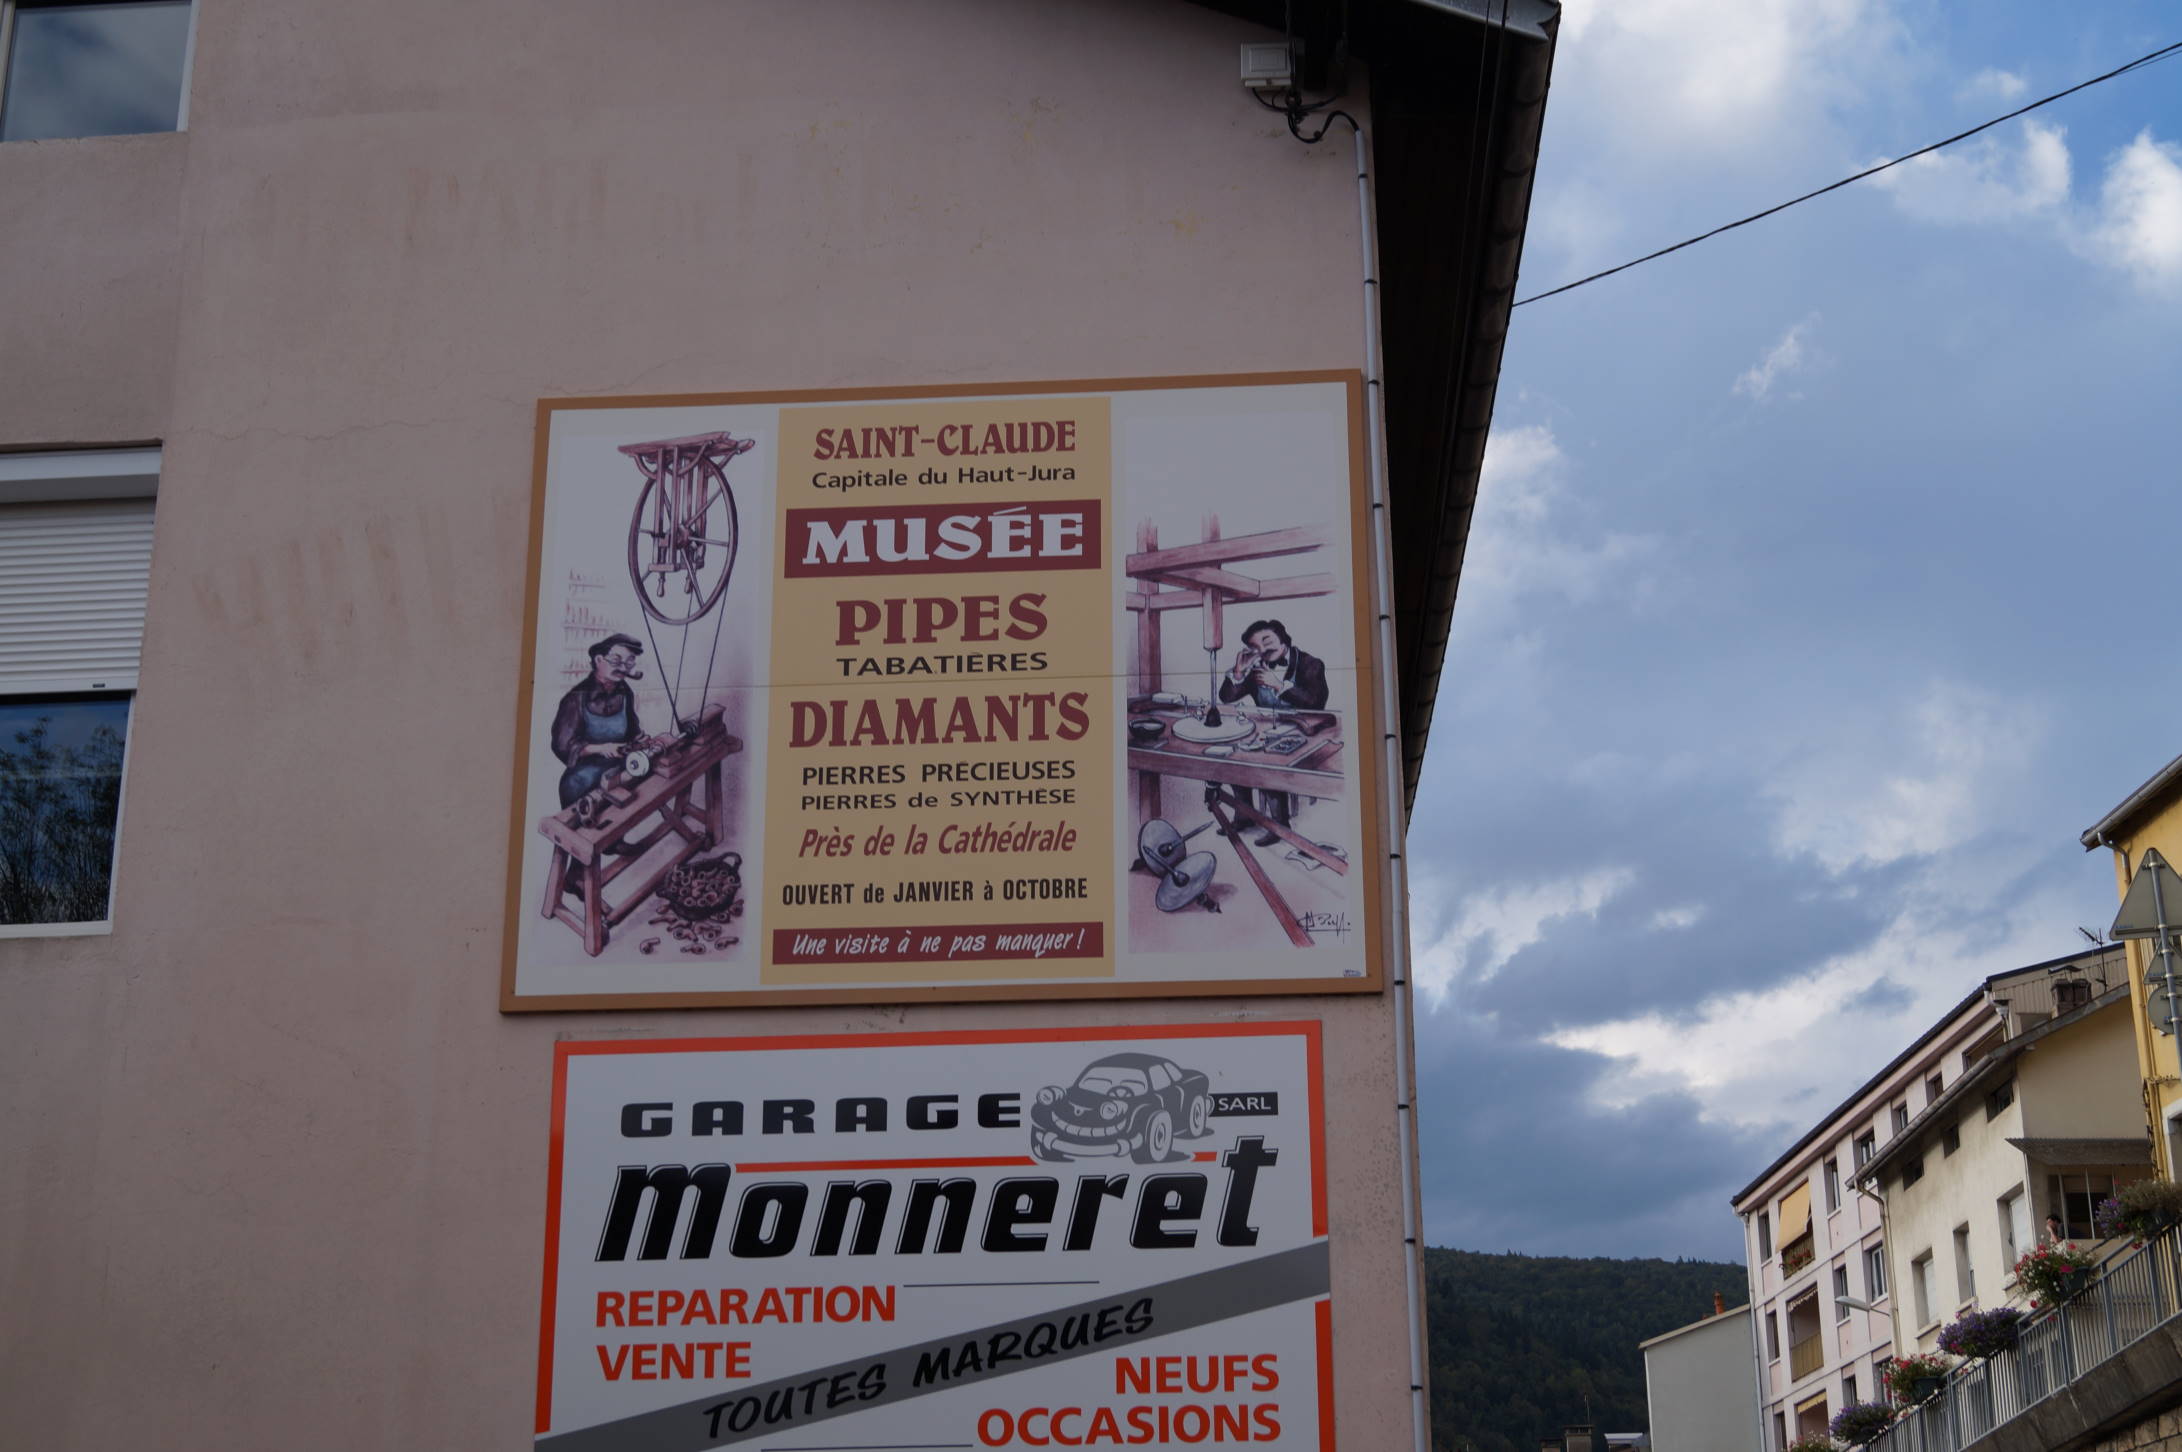 SAINT-CLAUDE
Capitale du Haut-Jura
MUSÉE
PIPES
TABATIÈRES
DIAMANTS
PIERRES PRÉCIEUSES
PIERRES de SYNTHÈSE
Près de la Cathédrale
OUVERT de JANVIER à OCTOBRE
Une visite à ne pas manquer !
GARAGE SARL
Monneret
REPARATION
VENTE
TOUTES MARQUES
NEUFS
OCCASIONS